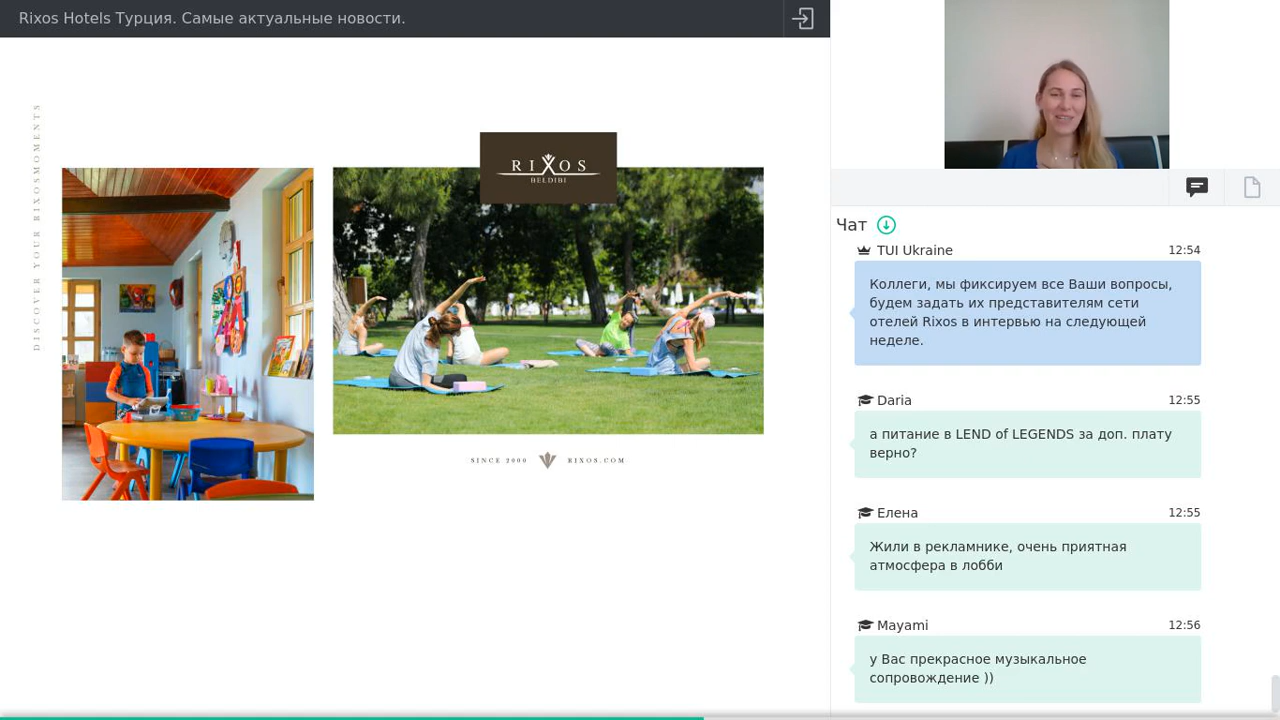 Rixos Hotels Турция. Самые актуальные новости.
DISCOVER YOUR RIXOSMOMENTS
RIXOS
BELDIBI
SINCE 2000 RIXOS.COM
Чат
TUI Ukraine 12:54
Коллеги, мы фиксируем все Ваши вопросы,
будем задать их представителям сети
отелей Rixos в интервью на следующей
неделе.
Daria 12:55
а питание в LEND of LEGENDS за доп. плату
верно?
Елена 12:55
Жили в рекламнике, очень приятная
атмосфера в лобби
Mayami 12:56
у Вас прекрасное музыкальное
сопровождение ))